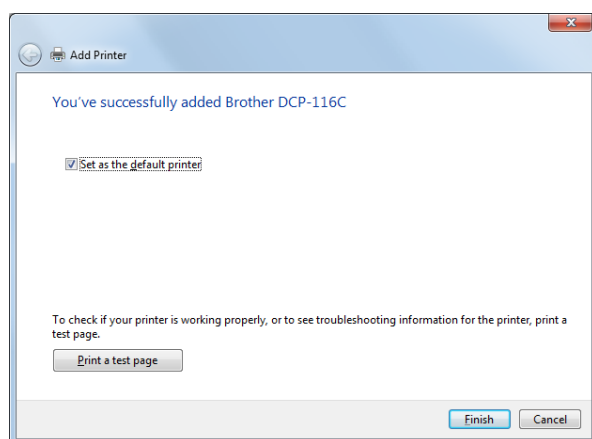 Add Printer
You've successfully added Brother DCP-116C
Set as the default printer
To check if your printer is working properly, or to see troubleshooting information for the printer, print a
test page.
Print a test page
Finish Cancel